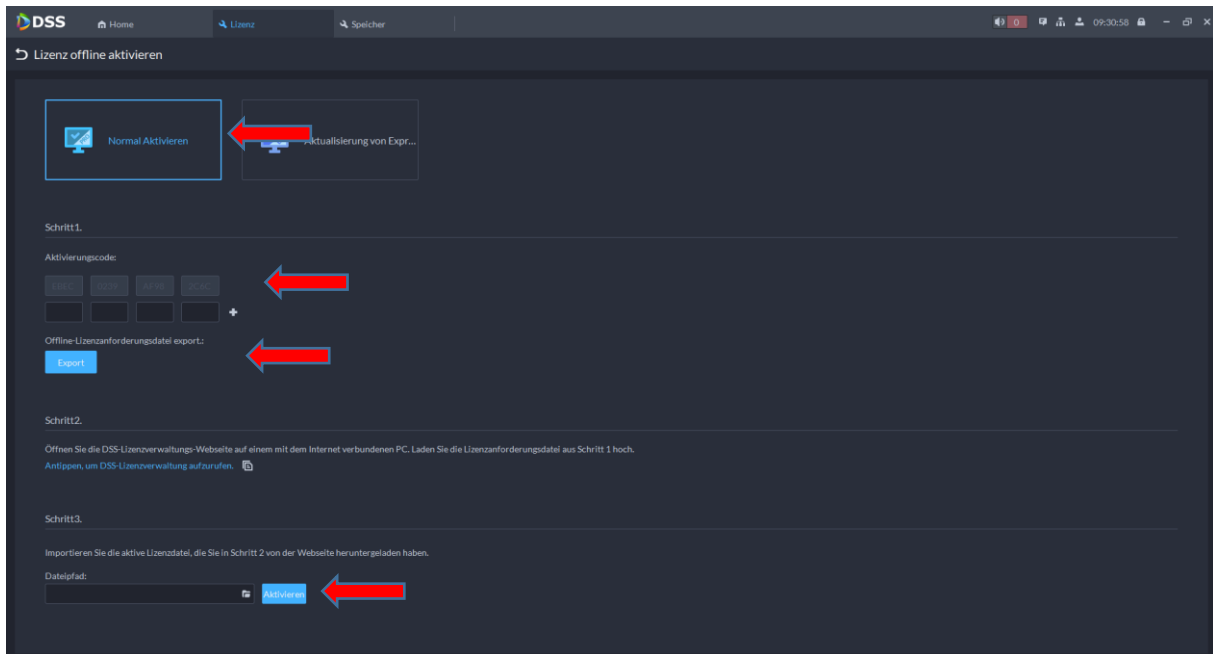 DSS Home Lizenz Speicher 0 09:30:58
Lizenz offline aktivieren
Normal Aktivieren
ktualisierung von Expr...
Schritt1.
Aktivierungscode:
Offline-Lizenzanforderungsdatei export.:
Export
Schritt2.
Öffnen Sie die DSS-Lizenzverwaltungs-Webseite auf einem mit dem Internet verbundenen PC. Laden Sie die Lizenzanforderungsdatei aus Schritt 1 hoch.
Antippen, um DSS-Lizenzverwaltung aufzurufen.
Schritt3.
Importieren Sie die aktive Lizenzdatei, die Sie in Schritt 2 von der Webseite heruntergeladen haben.
Dateipfad:
Aktivieren